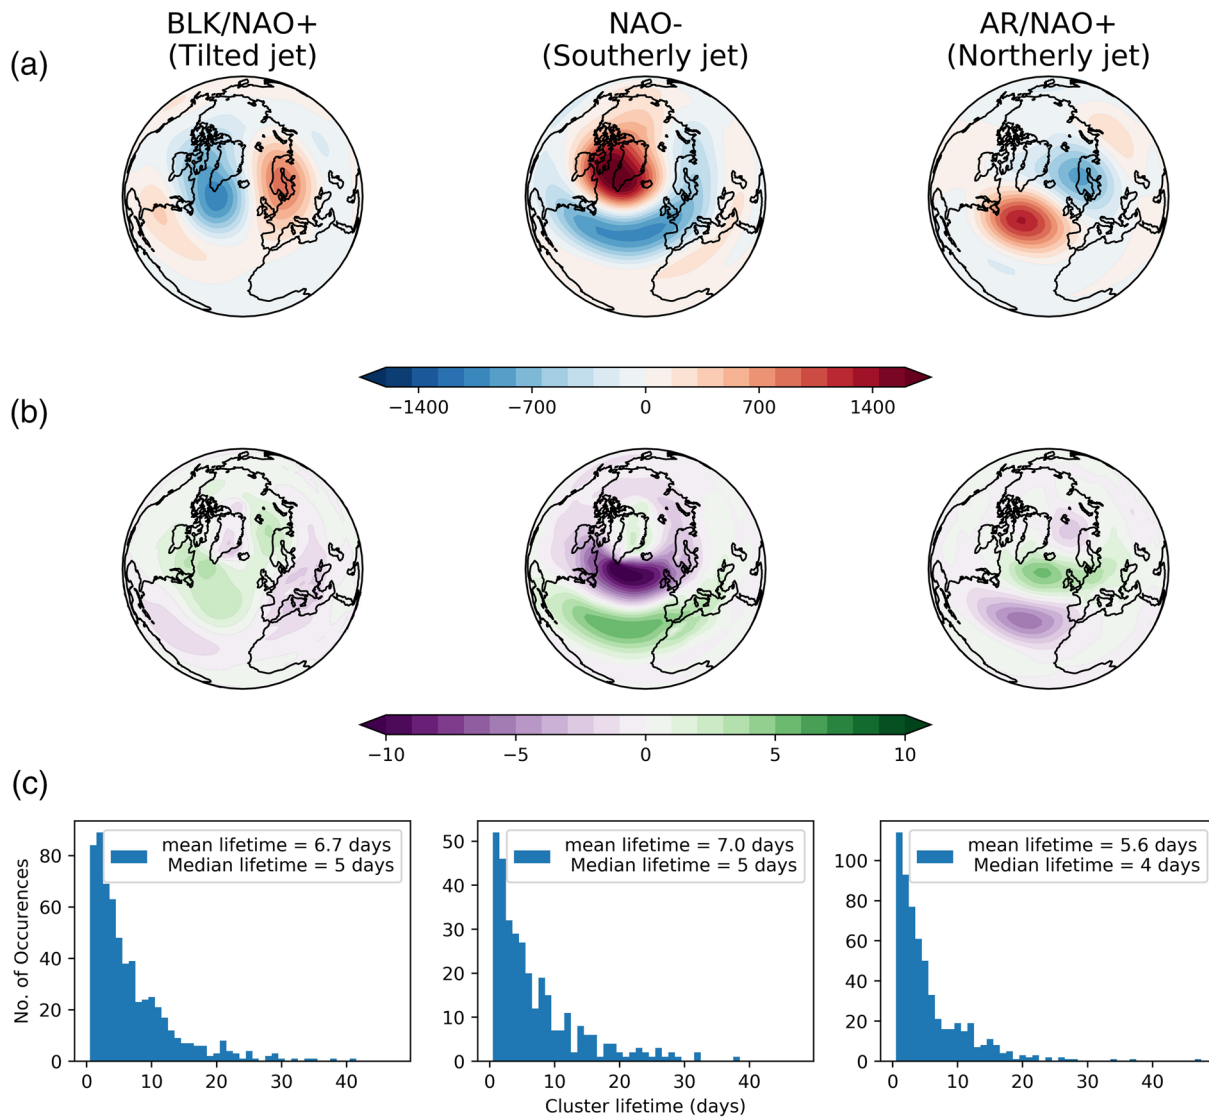 BLK/NAO+
(Tilted jet)
NAO-
(Southerly jet)
AR/NAO+
(Northerly jet)
(a)
−1400 −700 0 700 1400
(b)
−10 −5 0 5 10
(c)
mean lifetime = 6.7 days
Median lifetime = 5 days
mean lifetime = 7.0 days
Median lifetime = 5 days
mean lifetime = 5.6 days
Median lifetime = 4 days
No. of Occurences
80
60
40
20
0
0 10 20 30 40
50
40
30
20
10
0
0 10 20 30 40
100
80
60
40
20
0
0 10 20 30 40
Cluster lifetime (days)